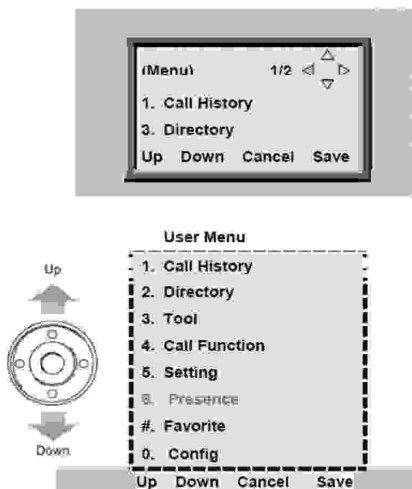 (Menu) 1/2
1. Call History
3. Directory
Up Down Cancel Save
User Menu
1. Call History
2. Directory
3. Tool
4. Call Function
5. Setting
6. Presence
#. Favorite
0. Config
Up
Down
Up Down Cancel Save